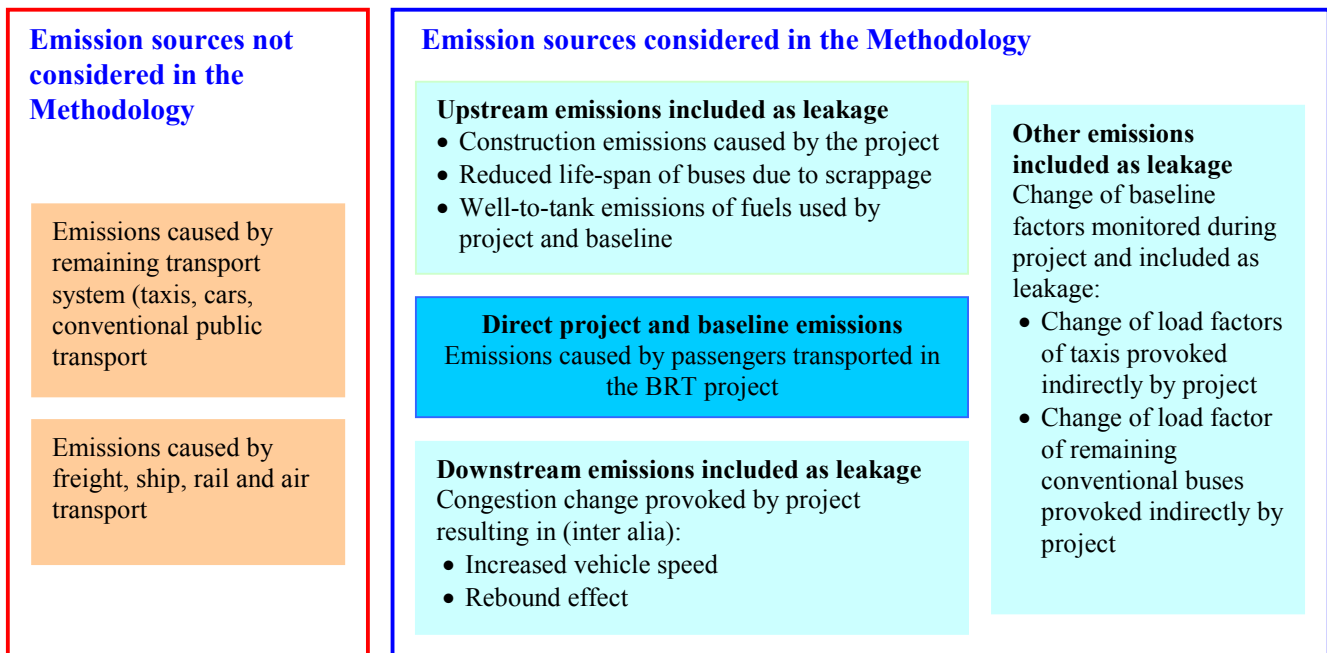 Emission sources not
considered in the
Methodology
Emissions caused by
remaining transport
system (taxis, cars,
conventional public
transport
Emissions caused by
freight, ship, rail and air
transport
Emission sources considered in the Methodology
Upstream emissions included as leakage
• Construction emissions caused by the project
• Reduced life-span of buses due to scrappage
• Well-to-tank emissions of fuels used by
project and baseline
Direct project and baseline emissions
Emissions caused by passengers transported in
the BRT project
Downstream emissions included as leakage
Congestion change provoked by project
resulting in (inter alia):
• Increased vehicle speed
• Rebound effect
Other emissions
included as leakage
Change of baseline
factors monitored during
project and included as
leakage:
• Change of load factors
of taxis provoked
indirectly by project
• Change of load factor
of remaining
conventional buses
provoked indirectly by
project